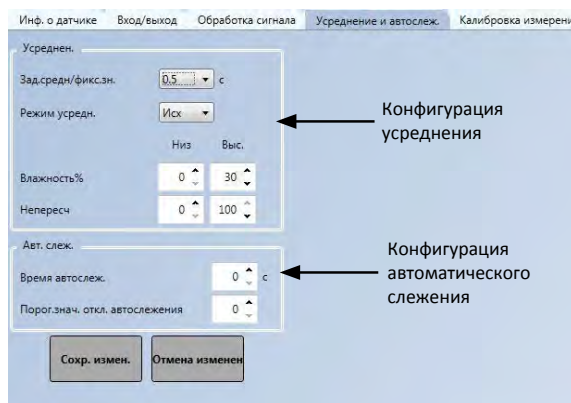 Инф. о датчике Вход/выход Обработка сигнала Усреднение и автослеж. Калибровка измерени
Усреднен.
Зад.средн/фикс.зн. 0.5 с
Режим усредн. Исх
Конфигурация
усреднения
Низ Выс.
Влажность% 0 30
Непересч 0 100
Авт. слеж.
Конфигурация
автоматического
слежения
Время автослеж. 0 с
Порог.знач. откл. автослежения 0
Сохр. измен. Отмена изменен